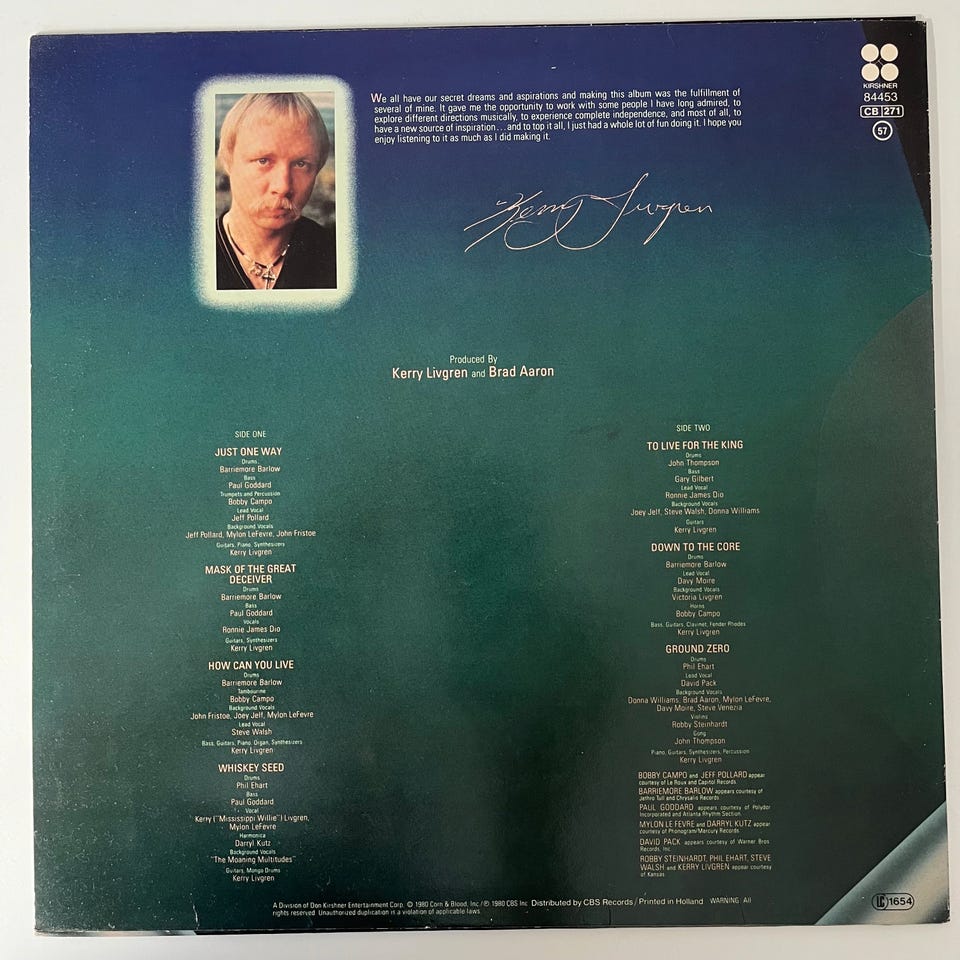 We all have our secret dreams and aspirations and making this album was the fulfillment of
several of mine. It gave me the opportunity to work with some people I have long admired, to
explore different directions musically, to experience complete independence, and most of all, to
have a new source of inspiration...and to top it all, I just had a whole lot of fun doing it. I hope you
enjoy listening to it as much as I did making it.
KIRSHNER
84453
CB 271
57
Kerry Livgren
Produced By
Kerry Livgren and Brad Aaron
SIDE ONE
JUST ONE WAY
Drums
Barriemore Barlow
Bass
Paul Goddard
Trumpets and Percussion
Bobby Campo
Lead Vocal
Jeff Pollard
Background Vocals
Jeff Pollard, Mylon LeFevre, John Fristoe
Guitars, Piano, Synthesizers
Kerry Livgren
MASK OF THE GREAT
DECEIVER
Drums
Barriemore Barlow
Bass
Paul Goddard
Vocals
Ronnie James Dio
Guitars, Synthesizers
Kerry Livgren
HOW CAN YOU LIVE
Drums
Barriemore Barlow
Tambourine
Bobby Campo
Background Vocals
John Fristoe, Joey Jelf, Mylon LeFevre
Lead Vocal
Steve Walsh
Bass, Guitars, Piano, Organ, Synthesizers
Kerry Livgren
WHISKEY SEED
Drums
Phil Ehart
Bass
Paul Goddard
Vocal
Kerry ("Mississippi Willie") Livgren,
Mylon LeFevre
Harmonica
Darryl Kutz
Background Vocals
"The Moaning Multitudes"
Guitars, Mongo Drums
Kerry Livgren
SIDE TWO
TO LIVE FOR THE KING
Drums
John Thompson
Bass
Gary Gilbert
Lead Vocal
Ronnie James Dio
Background Vocals
Joey Jelf, Steve Walsh, Donna Williams
Guitars
Kerry Livgren
DOWN TO THE CORE
Drums
Barriemore Barlow
Lead Vocal
Davy Moire
Background Vocals
Victoria Livgren
Horns
Bobby Campo
Bass, Guitars, Clavinet, Fender Rhodes
Kerry Livgren
GROUND ZERO
Drums
Phil Ehart
Lead Vocal
David Pack
Background Vocals
Donna Williams, Brad Aaron, Mylon LeFevre,
Davy Moire, Steve Venezia
Violins
Robby Steinhardt
Gong
John Thompson
Piano, Guitars, Synthesizers, Percussion
Kerry Livgren
BOBBY CAMPO and JEFF POLLARD appear
courtesy of Le Roux and Capitol Records
BARRIEMORE BARLOW appears courtesy of
Jethro Tull and Chrysalis Records
PAUL GODDARD appears courtesy of Polydor
Incorporated and Atlanta Rhythm Section.
MYLON LE FEVRE and DARRYL KUTZ appear
courtesy of Phonogram/Mercury Records
DAVID PACK appears courtesy of Warner Bros
Records, Inc.
ROBBY STEINHARDT, PHIL EHART, STEVE
WALSH and KERRY LIVGREN appear courtesy
of Kansas
A Division of Don Kirshner Entertainment Corp. © 1980 Corn & Blood, Inc./℗ 1980 CBS Inc Distributed by CBS Records/Printed in Holland WARNING: All
rights reserved Unauthorized duplication is a violation of applicable laws
LC 1654